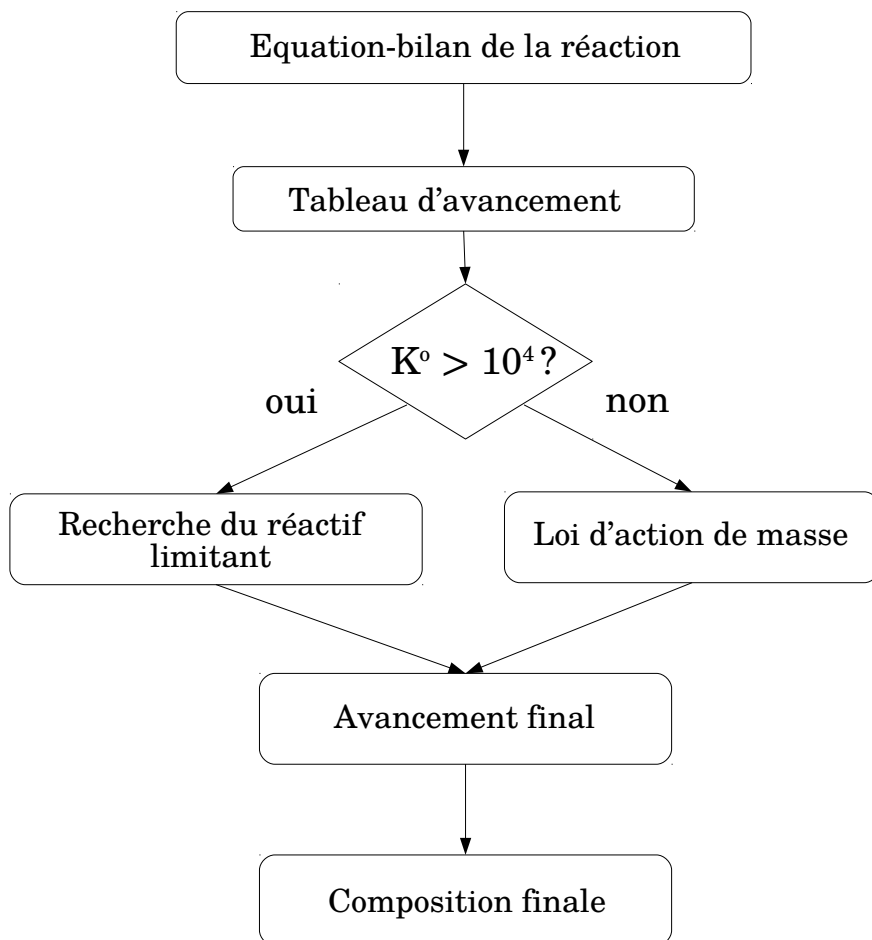 Equation-bilan de la réaction
Tableau d'avancement
K° > 10⁴ ?
oui
non
Recherche du réactif
limitant
Loi d'action de masse
Avancement final
Composition finale